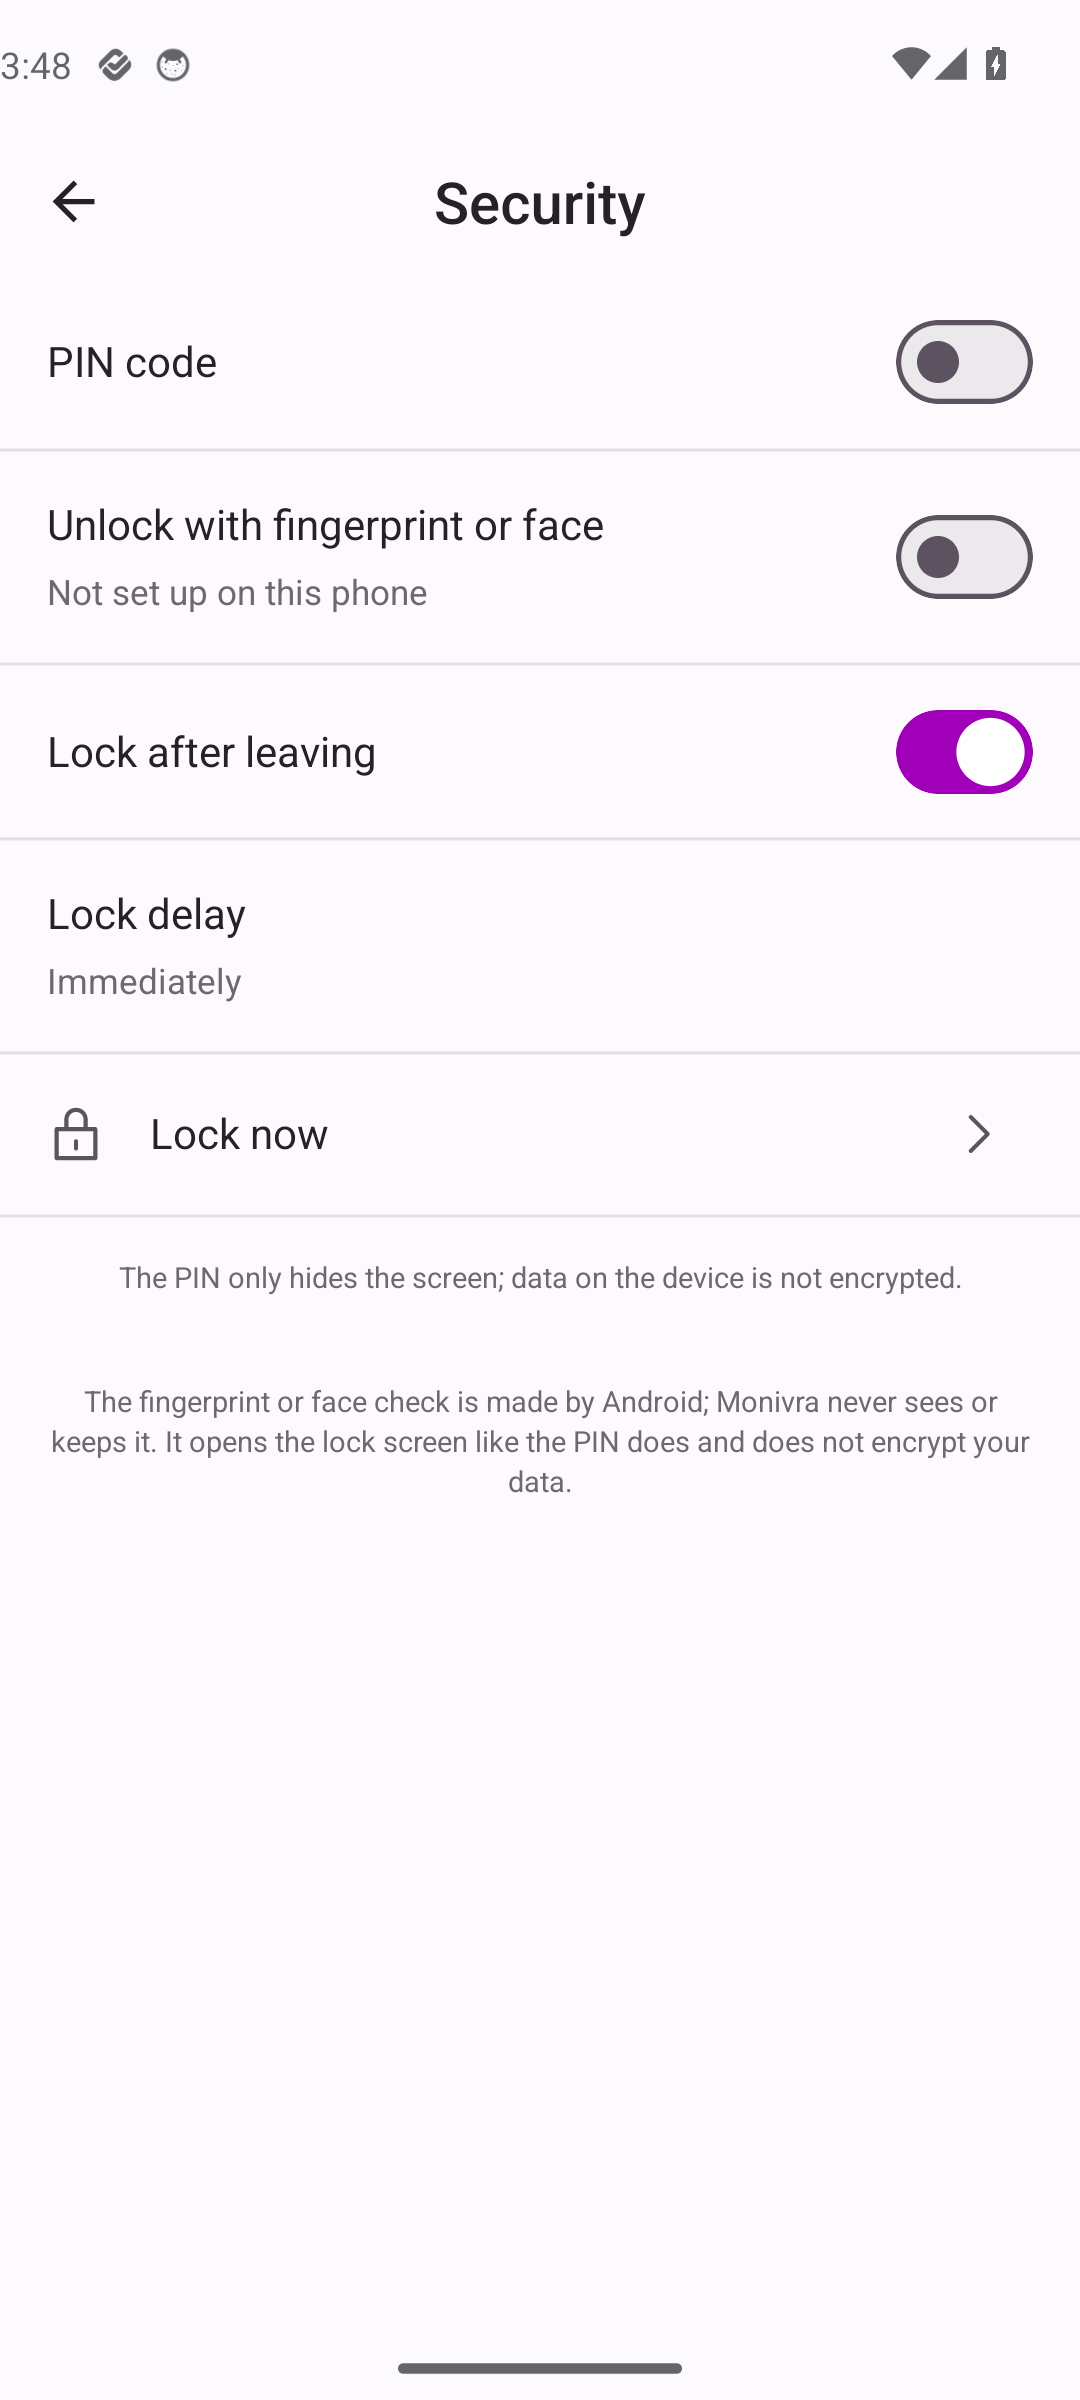 3:48
Security
PIN code
Unlock with fingerprint or face
Not set up on this phone
Lock after leaving
Lock delay
Immediately
Lock now
The PIN only hides the screen; data on the device is not encrypted.
The fingerprint or face check is made by Android; Monivra never sees or
keeps it. It opens the lock screen like the PIN does and does not encrypt your
data.